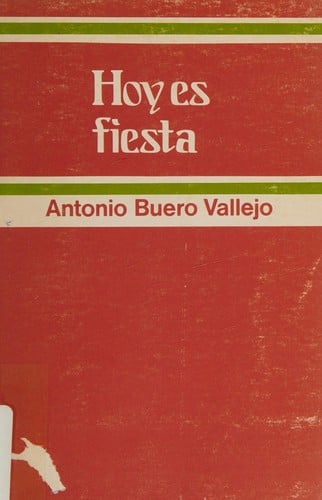 Hoy es
fiesta
Antonio Buero Vallejo